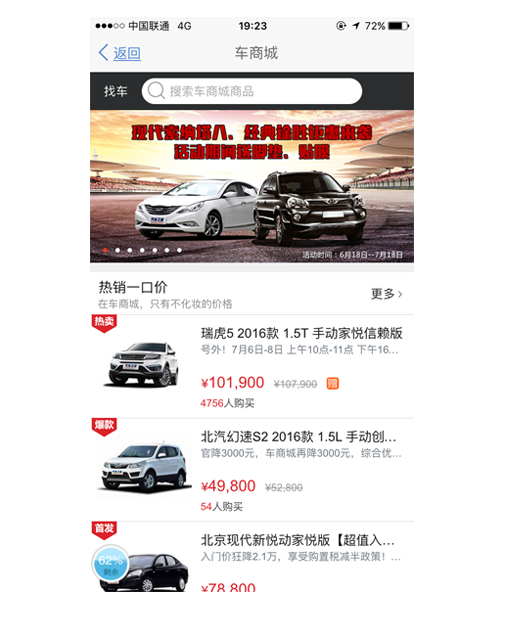 中国联通 4G 19:23 72%
返回 车商城
找车 搜索车商城商品
现代索纳塔八、经典途胜钜惠来袭
活动期间送脚垫、贴膜
活动时间：6月18日--7月18日
热销一口价
在车商城，只有不化妆的价格
更多
热卖
瑞虎5 2016款 1.5T 手动家悦信赖版
号外！7月6日-8日 上午10点-11点 下午16...
¥101,900 ¥107,900 赠
4756人购买
爆款
北汽幻速S2 2016款 1.5L 手动创...
官降3000元，车商城再降3000元，综合优...
¥49,800 ¥52,800
54人购买
首发
北京现代新悦动家悦版【超值入...
入门价狂降2.1万，享受购置税减半政策！...
62%
剩余
¥78,800